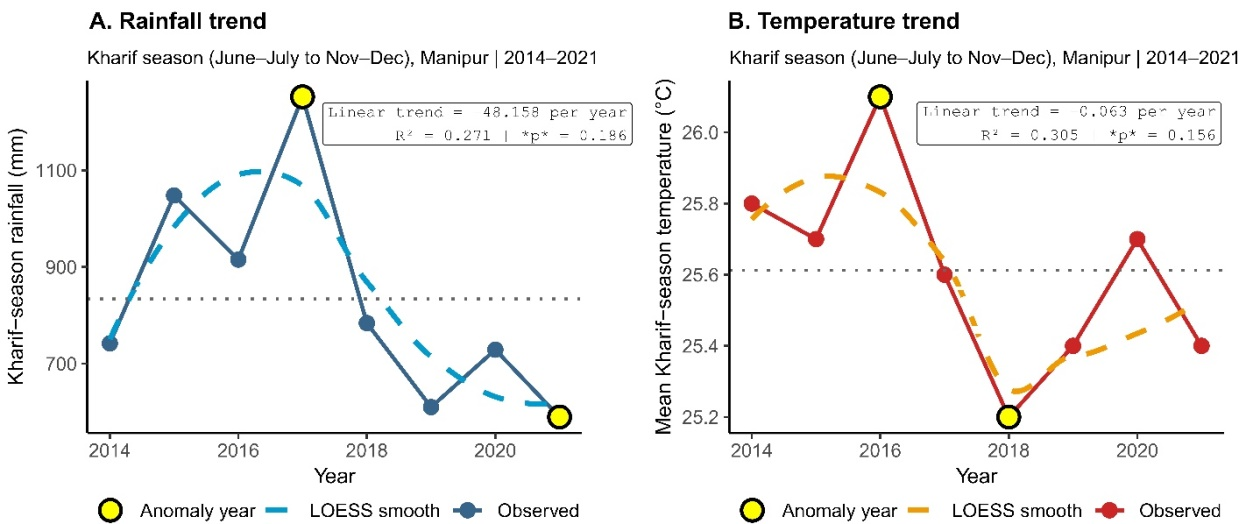 A. Rainfall trend
Kharif season (June–July to Nov–Dec), Manipur | 2014–2021
Linear trend = 48.158 per year
R² = 0.271 | *p* = 0.186
Kharif−season rainfall (mm)
1100
900
700
2014 2016 2018 2020
Year
Anomaly year LOESS smooth Observed
B. Temperature trend
Kharif season (June–July to Nov–Dec), Manipur | 2014–2021
Linear trend = 0.063 per year
R² = 0.305 | *p* = 0.156
Mean Kharif−season temperature (°C)
26.0
25.8
25.6
25.4
25.2
2014 2016 2018 2020
Year
Anomaly year LOESS smooth Observed